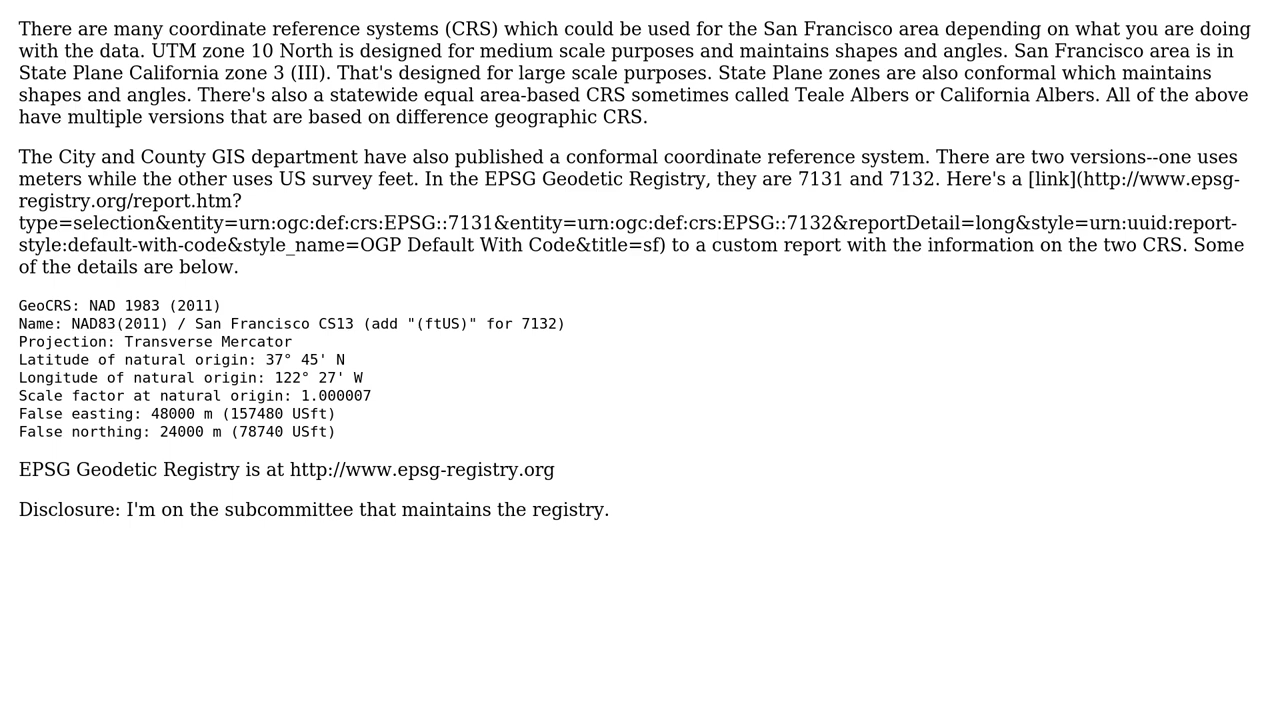 There are many coordinate reference systems (CRS) which could be used for the San Francisco area depending on what you are doing
with the data. UTM zone 10 North is designed for medium scale purposes and maintains shapes and angles. San Francisco area is in
State Plane California zone 3 (III). That's designed for large scale purposes. State Plane zones are also conformal which maintains
shapes and angles. There's also a statewide equal area-based CRS sometimes called Teale Albers or California Albers. All of the above
have multiple versions that are based on difference geographic CRS.
The City and County GIS department have also published a conformal coordinate reference system. There are two versions--one uses
meters while the other uses US survey feet. In the EPSG Geodetic Registry, they are 7131 and 7132. Here's a [link](http://www.epsg-
registry.org/report.htm?
type=selection&entity=urn:ogc:def:crs:EPSG::7131&entity=urn:ogc:def:crs:EPSG::7132&reportDetail=long&style=urn:uuid:report-
style:default-with-code&style_name=OGP Default With Code&title=sf) to a custom report with the information on the two CRS. Some
of the details are below.
GeoCRS: NAD 1983 (2011)
Name: NAD83(2011) / San Francisco CS13 (add "(ftUS)" for 7132)
Projection: Transverse Mercator
Latitude of natural origin: 37° 45' N
Longitude of natural origin: 122° 27' W
Scale factor at natural origin: 1.000007
False easting: 48000 m (157480 USft)
False northing: 24000 m (78740 USft)
EPSG Geodetic Registry is at http://www.epsg-registry.org
Disclosure: I'm on the subcommittee that maintains the registry.